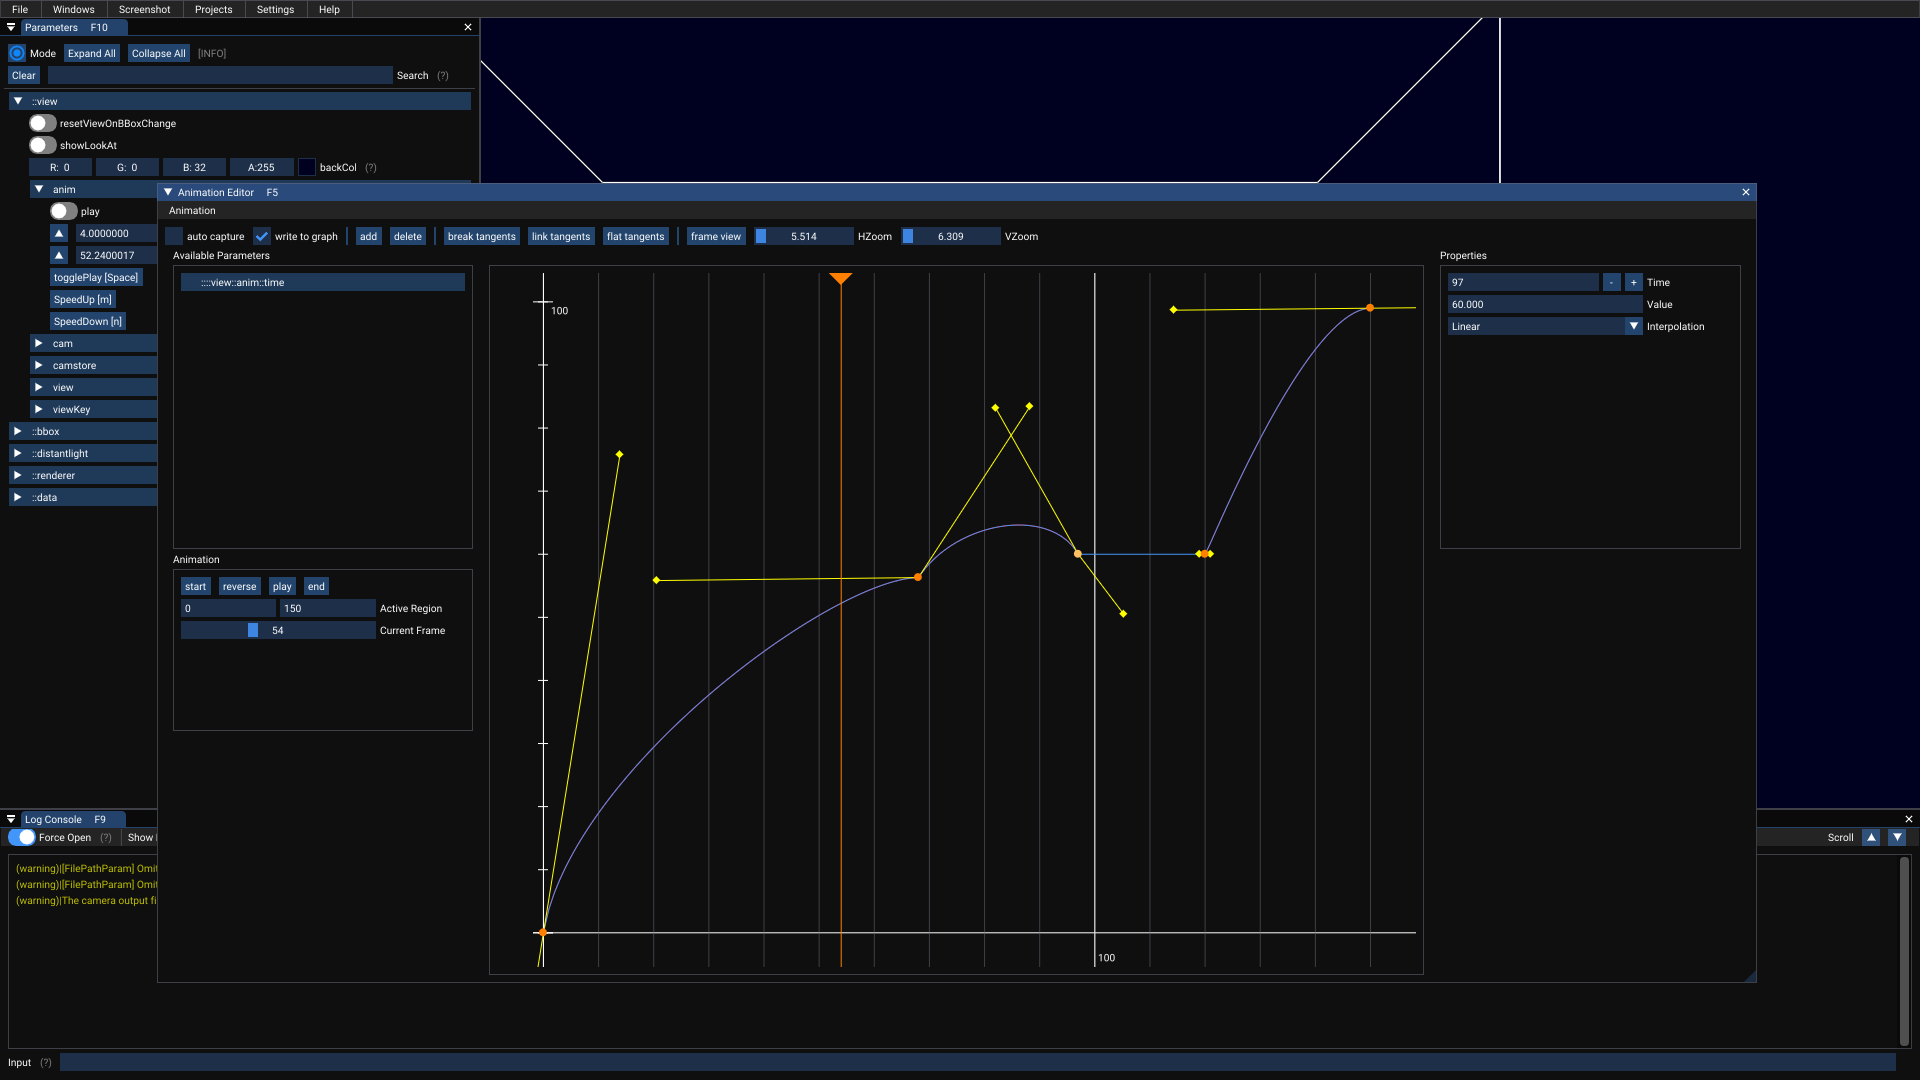 File Windows Screenshot Projects Settings Help
Parameters F10
Mode Expand All Collapse All [INFO]
Clear Search (?)
::view
resetViewOnBBoxChange
showLookAt
R: 0 G: 0 B: 32 A:255 backCol (?)
anim
play
4.0000000
52.2400017
togglePlay [Space]
SpeedUp [m]
SpeedDown [n]
cam
camstore
view
viewKey
::bbox
::distantlight
::renderer
::data
Animation Editor F5
Animation
auto capture write to graph add delete break tangents link tangents flat tangents frame view 5.514 HZoom 6.309 VZoom
Available Parameters
::::view::anim::time
Animation
start reverse play end
0 150 Active Region
54 Current Frame
100
100
Properties
97 - + Time
60.000 Value
Linear Interpolation
Log Console F9
Force Open (?) Show
Scroll
(warning)|[FilePathParam] Omit
(warning)|[FilePathParam] Omit
(warning)|The camera output fi
Input (?)